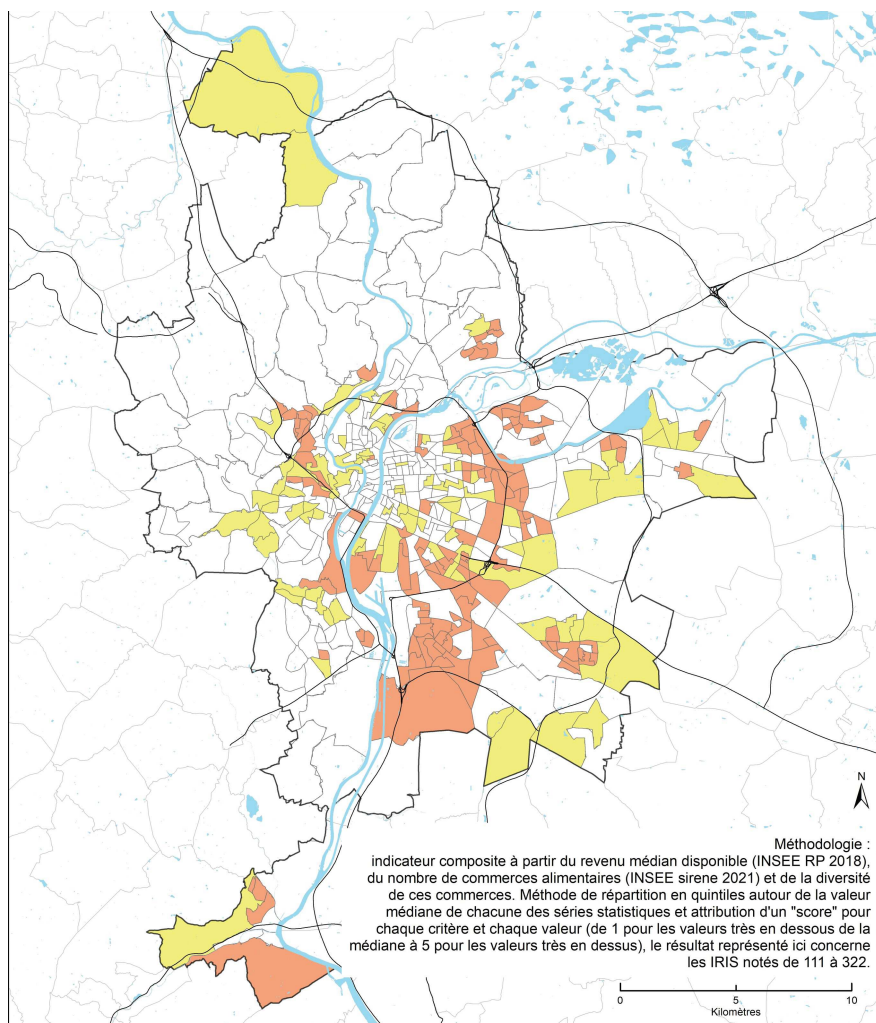 N
Méthodologie :
indicateur composite à partir du revenu médian disponible (INSEE RP 2018),
du nombre de commerces alimentaires (INSEE sirene 2021) et de la diversité
de ces commerces. Méthode de répartition en quintiles autour de la valeur
médiane de chacune des séries statistiques et attribution d'un "score" pour
chaque critère et chaque valeur (de 1 pour les valeurs très en dessous de la
médiane à 5 pour les valeurs très en dessus), le résultat représenté ici concerne
les IRIS notés de 111 à 322.
0 5 10
Kilomètres